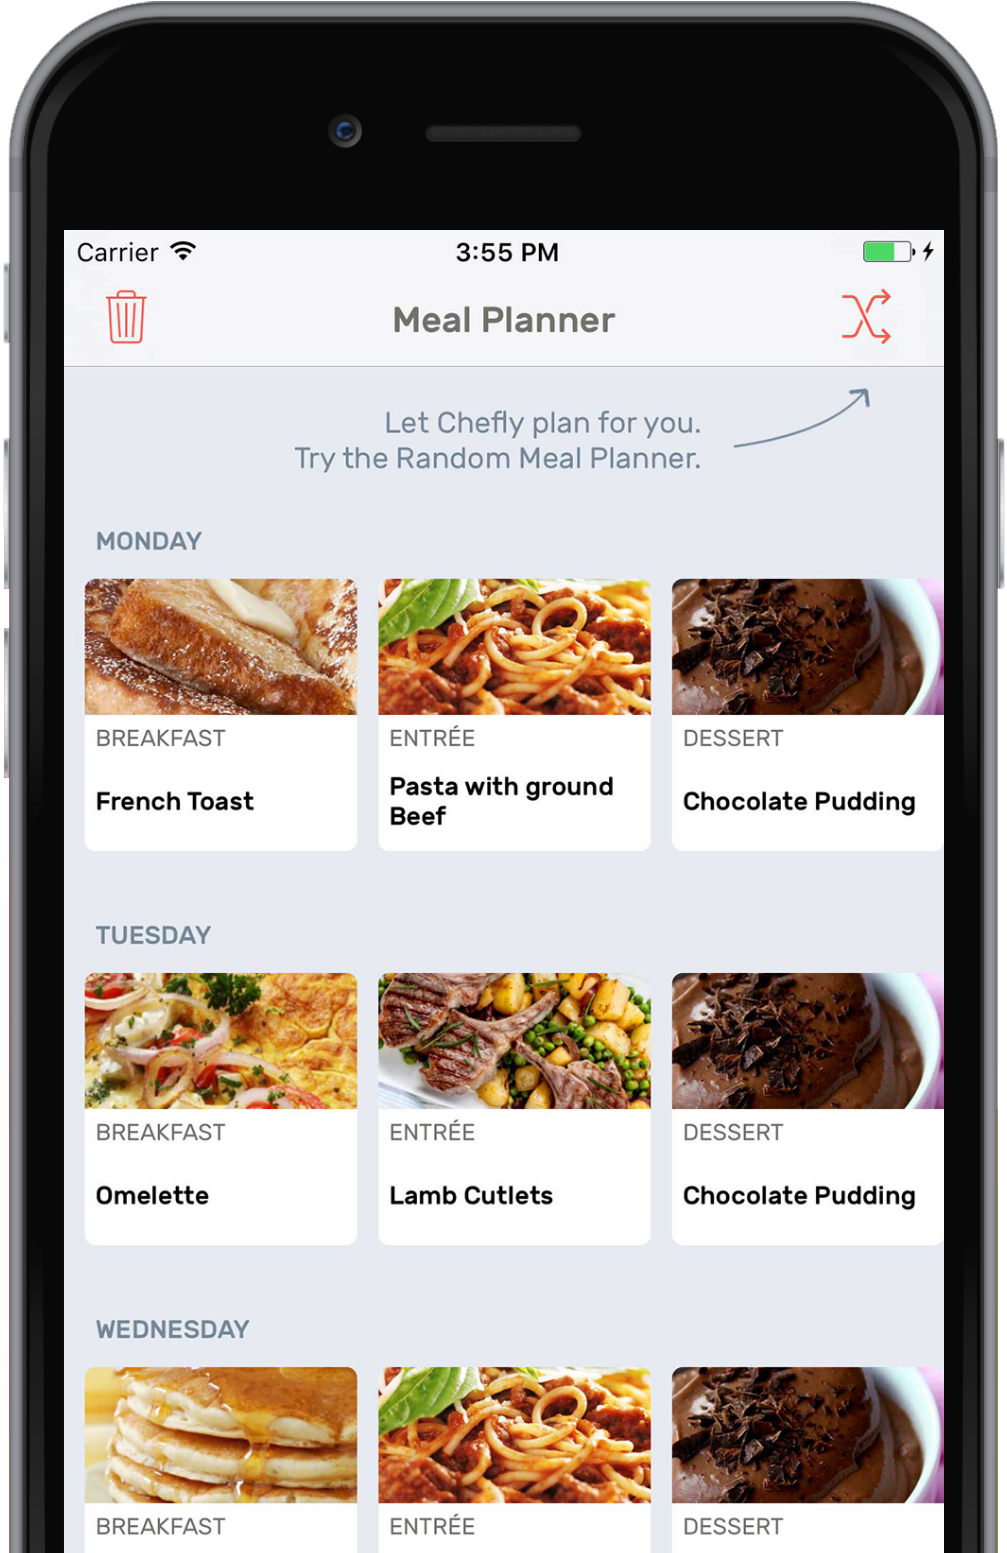 Carrier
3:55 PM
Meal Planner
Let Chefly plan for you.
Try the Random Meal Planner.
MONDAY
BREAKFAST
French Toast
ENTRÉE
Pasta with ground
Beef
DESSERT
Chocolate Pudding
TUESDAY
BREAKFAST
Omelette
ENTRÉE
Lamb Cutlets
DESSERT
Chocolate Pudding
WEDNESDAY
BREAKFAST
ENTRÉE
DESSERT